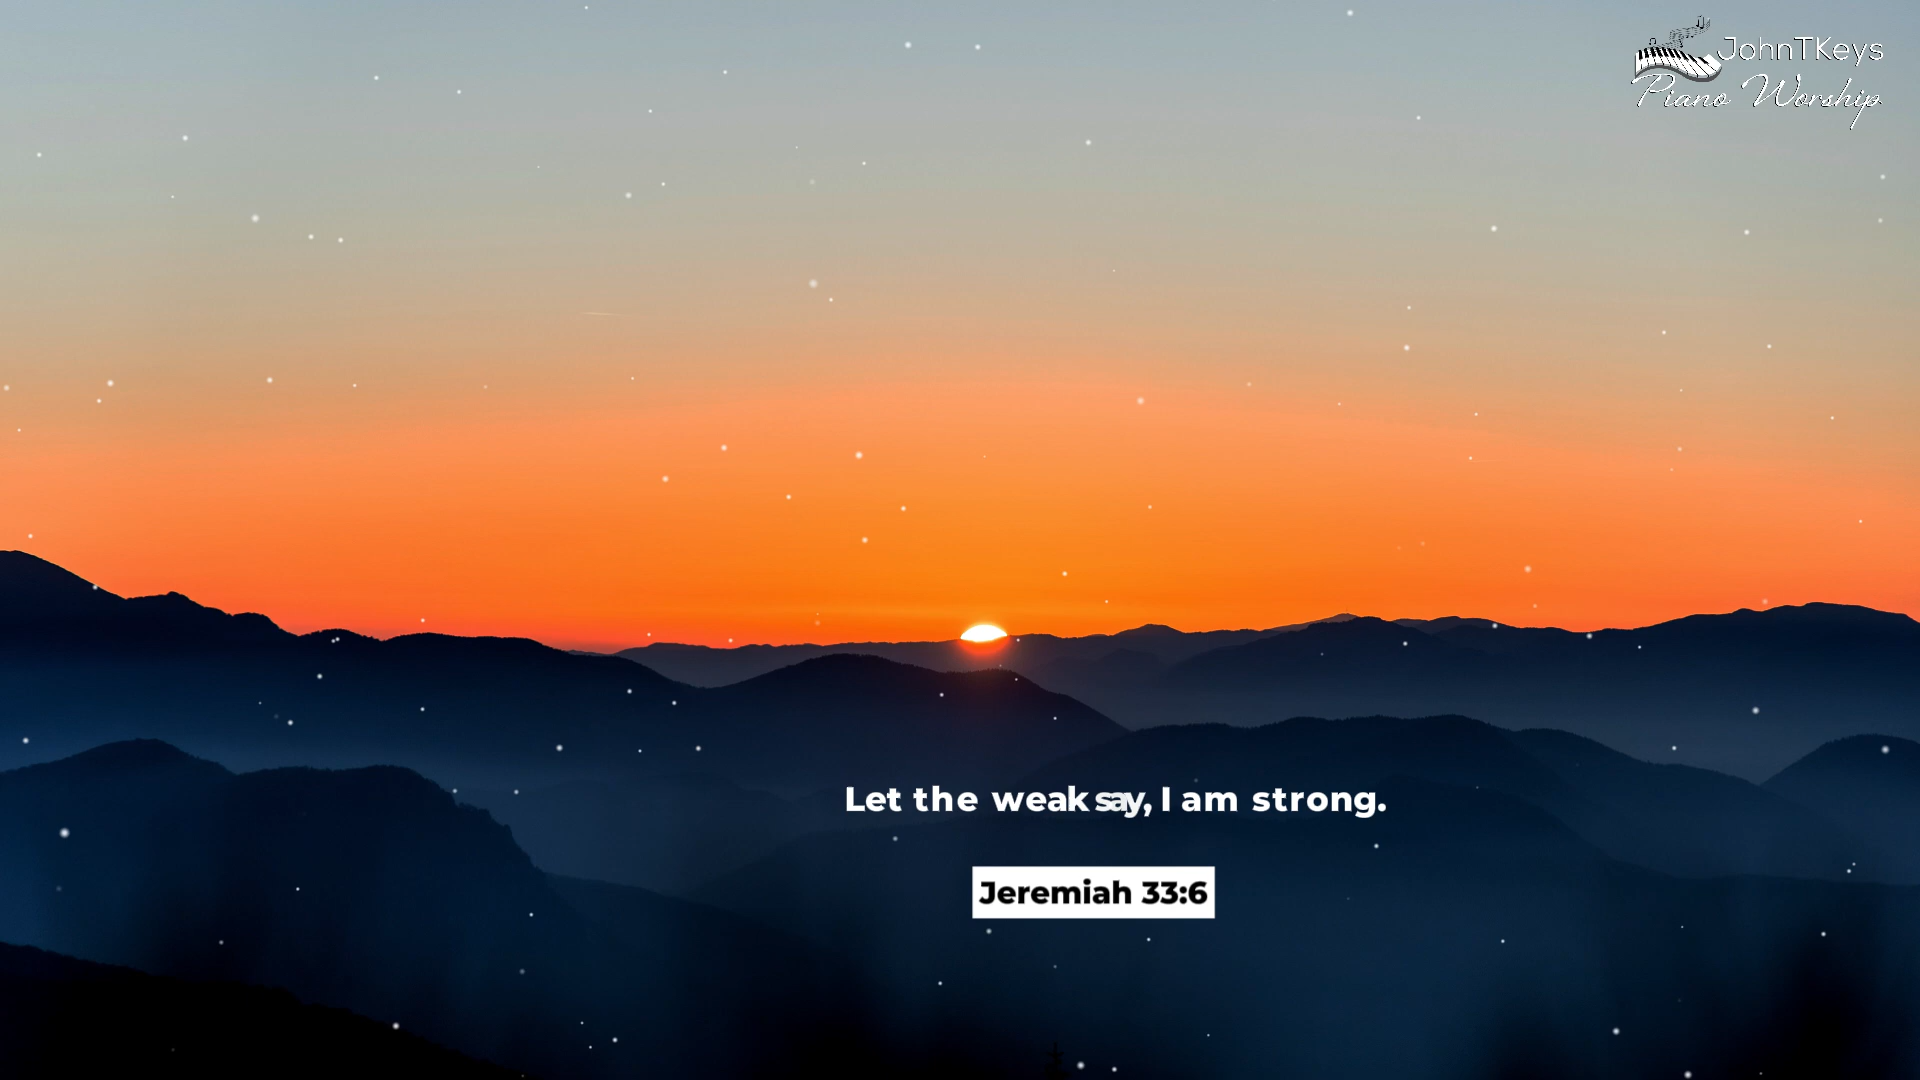 JohnTKeys
Piano Worship
Let the weak say, I am strong.
Jeremiah 33:6